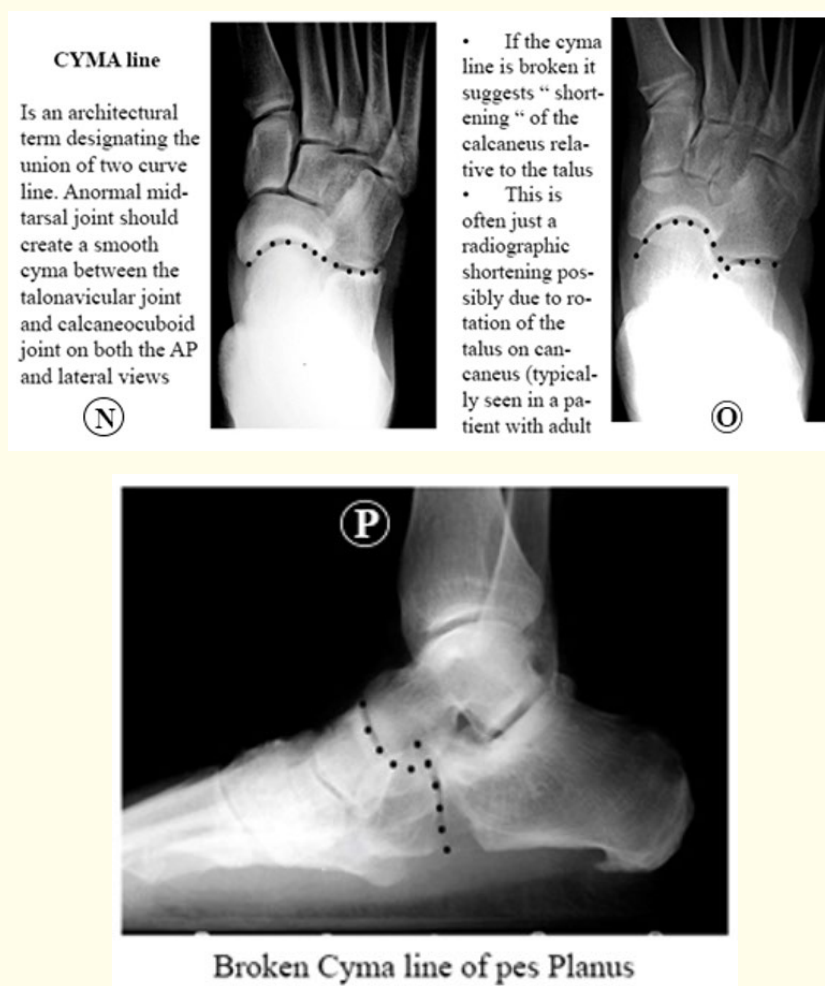 CYMA line
Is an architectural
term designating the
union of two curve
line. Anormal mid-
tarsal joint should
create a smooth
cyma between the
talonavicular joint
and calcaneocuboid
joint on both the AP
and lateral views
N
• If the cyma
line is broken it
suggests “ short-
ening “ of the
calcaneus rela-
tive to the talus
• This is
often just a
radiographic
shortening pos-
sibly due to ro-
tation of the
talus on can-
caneus (typical-
ly seen in a pa-
tient with adult
O
P
Broken Cyma line of pes Planus